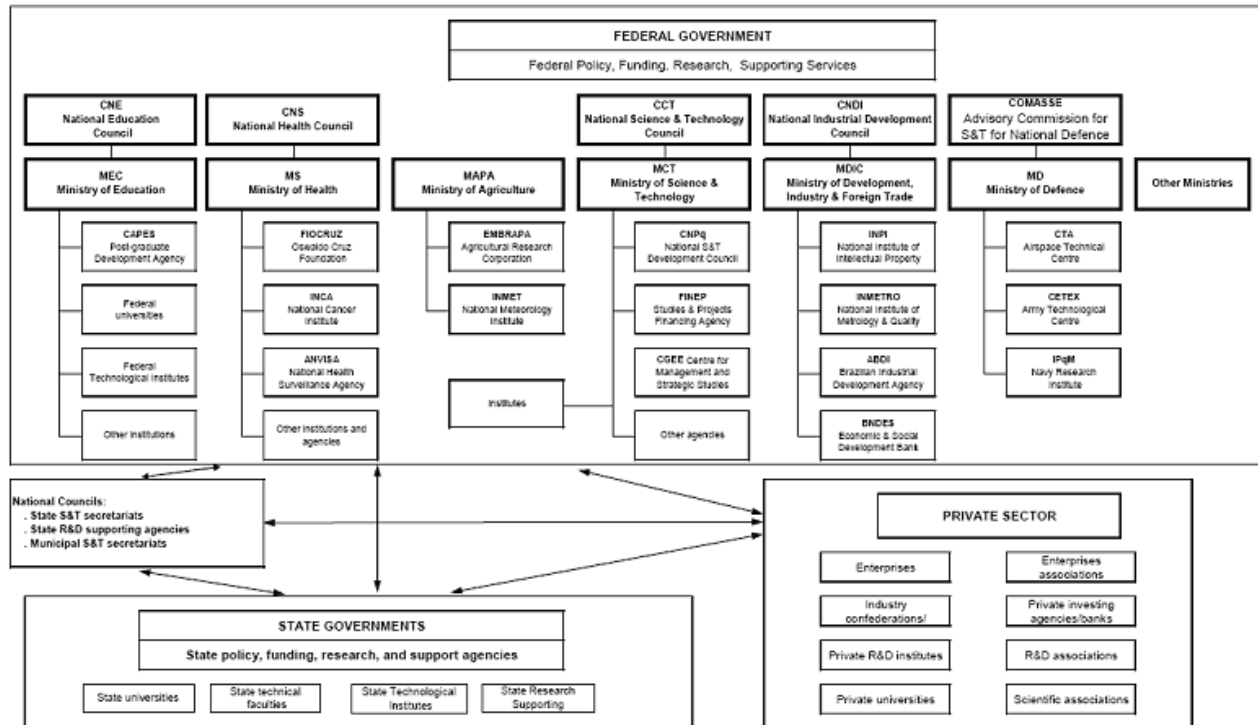 FEDERAL GOVERNMENT
Federal Policy, Funding, Research, Supporting Services
CNE
National Education
Council
CNS
National Health Council
CCT
National Science & Technology
Council
CNDI
National Industrial Development
Council
COMASSE
Advisory Commission for
S&T for National Defence
MEC
Ministry of Education
MS
Ministry of Health
MAPA
Ministry of Agriculture
MCT
Ministry of Science &
Technology
MDIC
Ministry of Development,
Industry & Foreign Trade
MD
Ministry of Defence
Other Ministries
CAPES
Post-graduate
Development Agency
FIOCRUZ
Oswaldo Cruz
Foundation
EMBRAPA
Agricultural Research
Corporation
CNPq
National S&T
Development Council
INPI
National Institute of
Intellectual Property
CTA
Airspace Technical
Centre
Federal
universities
INCA
National Cancer
Institute
INMET
National Meteorology
Institute
FINEP
Studies & Projects
Financing Agency
INMETRO
National Institute of
Metrology & Quality
CETEX
Army Technological
Centre
Federal
Technological Institutes
ANVISA
National Health
Surveillance Agency
Institutes
CGEE Centre for
Management and
Strategic Studies
ABDI
Brazilian Industrial
Development Agency
IPqM
Navy Research
Institute
Other Institutions
Other institutions and
agencies
Other agencies
BNDES
Economic & Social
Development Bank
National Councils:
. State S&T secretariats
. State R&D supporting agencies
. Municipal S&T secretariats
PRIVATE SECTOR
Enterprises
Enterprises
associations
Industry
confederations/
Private investing
agencies/banks
Private R&D institutes
R&D associations
Private universities
Scientific associations
STATE GOVERNMENTS
State policy, funding, research, and support agencies
State universities
State technical
faculties
State Technological
Institutes
State Research
Supporting